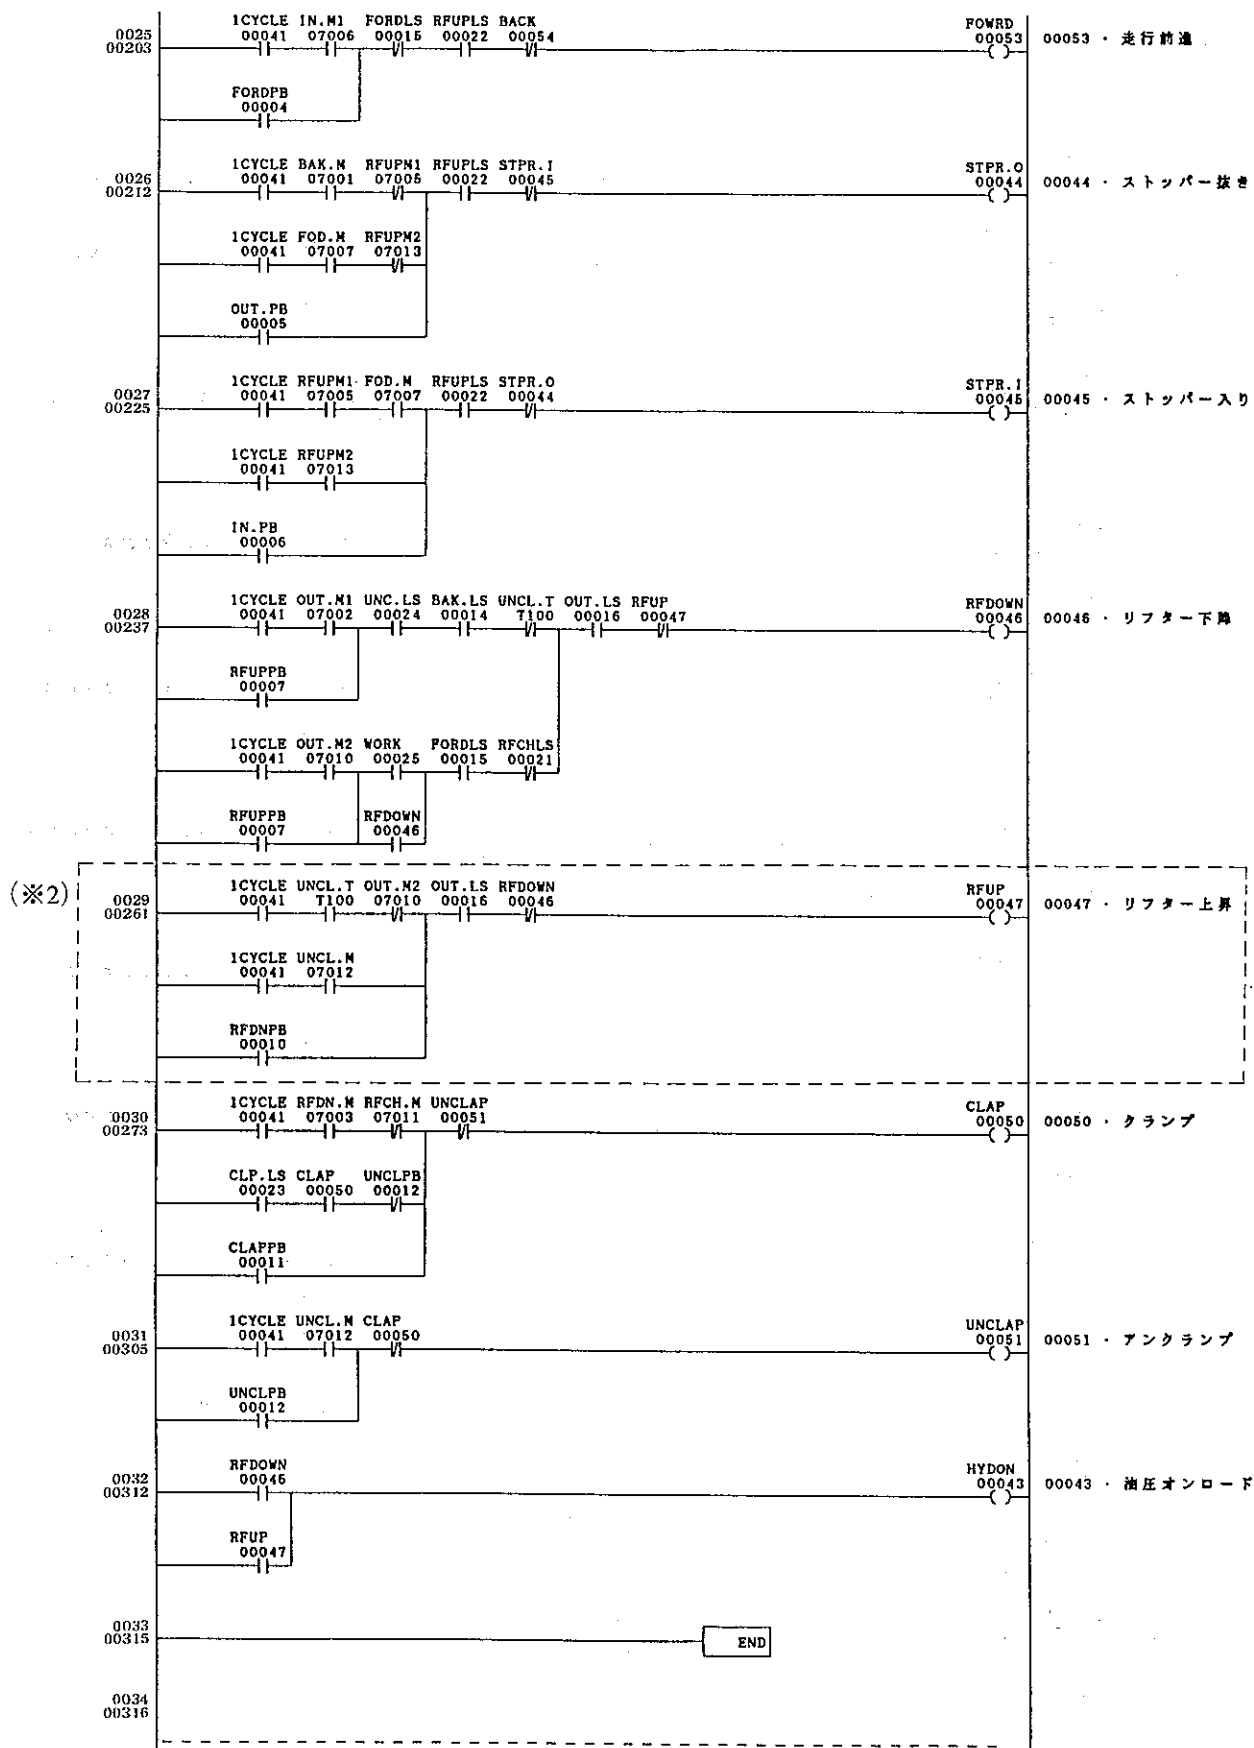 1CYCLE IN.M1 FORDLS RFUPLS BACK FOWRD
0025 00041 07006 00015 00022 00054 00053 00053 · 走行前進
00203
FORDPB
00004
1CYCLE BAK.M RFUPM1 RFUPLS STPR.I STPR.O
0026 00041 07001 07005 00022 00045 00044 00044 · ストッパー抜き
00212
1CYCLE FOD.M RFUPM2
00041 07007 07013
OUT.PB
00005
1CYCLE RFUPM1 FOD.M RFUPLS STPR.O STPR.I
0027 00041 07005 07007 00022 00044 00045 00045 · ストッパー入り
00225
1CYCLE RFUPM2
00041 07013
IN.PB
00006
1CYCLE OUT.M1 UNC.LS BAK.LS UNCL.T OUT.LS RFUP RFDOWN
0028 00041 07002 00024 00014 T100 00016 00047 00046 00046 · リフター下降
00237
RFUPPB
00007
1CYCLE OUT.M2 WORK FORDLS RFCHLS
00041 07010 00025 00015 00021
RFUPPB RFDOWN
00007 00046
(※2)
1CYCLE UNCL.T OUT.M2 OUT.LS RFDOWN RFUP
0029 00041 T100 07010 00016 00046 00047 00047 · リフター上昇
00261
1CYCLE UNCL.M
00041 07012
RFDNPB
00010
1CYCLE RFDN.M RFCH.M UNCLAP CLAP
0030 00041 07003 07011 00051 00050 00050 · クランプ
00273
CLP.LS CLAP UNCLPB
00023 00050 00012
CLAPPB
00011
1CYCLE UNCL.M CLAP UNCLAP
0031 00041 07012 00050 00051 00051 · アンクランプ
00305
UNCLPB
00012
RFDOWN HYDON
0032 00046 00043 00043 · 油圧オンロード
00312
RFUP
00047
0033
00315 END
0034
00316